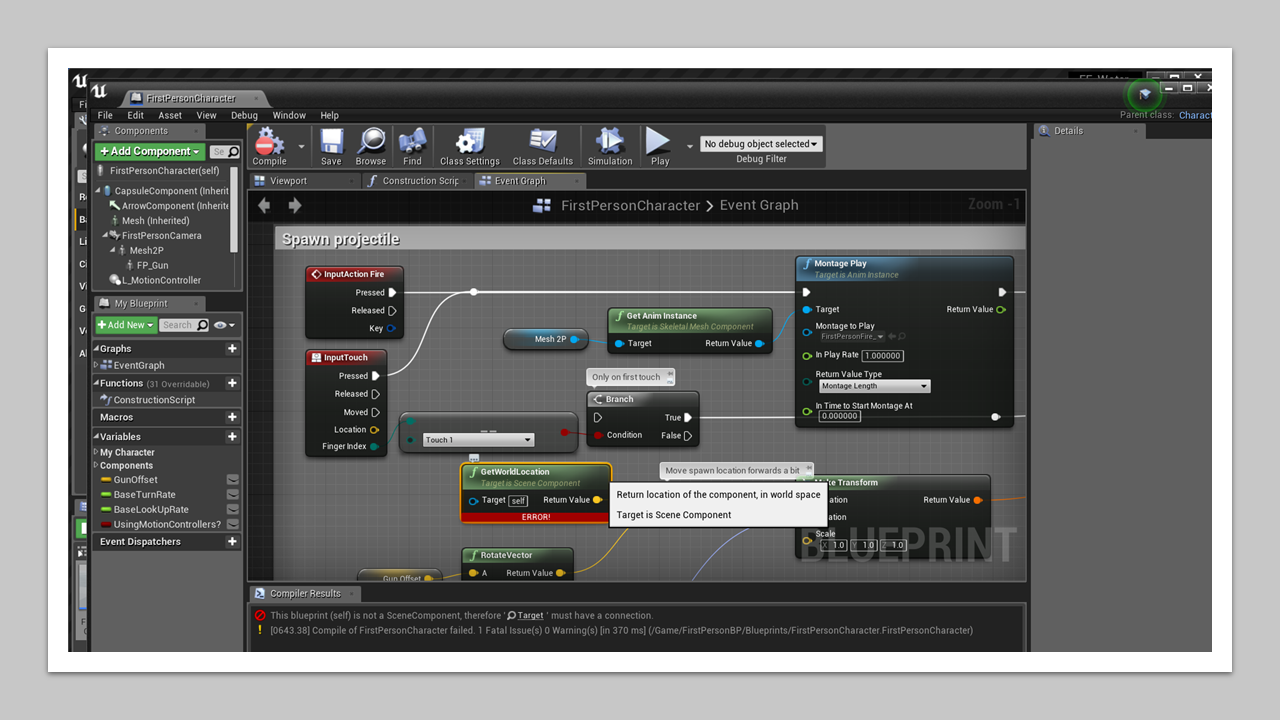 FirstPersonCharacter
File Edit Asset View Debug Window Help
Parent class: Charac
Components
+ Add Component
Se
FirstPersonCharacter(self)
CapsuleComponent (Inherit
ArrowComponent (Inherite
Mesh (Inherited)
FirstPersonCamera
Mesh2P
FP_Gun
L_MotionController
My Blueprint
+ Add New
Search
Graphs
EventGraph
Functions (31 Overridable)
ConstructionScript
Macros
Variables
My Character
Components
GunOffset
BaseTurnRate
BaseLookUpRate
UsingMotionControllers?
Event Dispatchers
Compile
Save
Browse
Find
Class Settings
Class Defaults
Simulation
Play
No debug object selected
Debug Filter
Viewport
Construction Scrip
Event Graph
FirstPersonCharacter > Event Graph
Zoom -1
Spawn projectile
InputAction Fire
Pressed
Released
Key
InputTouch
Pressed
Released
Moved
Location
Finger Index
Touch 1
Mesh 2P
Get Anim Instance
Target is Skeletal Mesh Component
Target
Return Value
Only on first touch
Branch
True
Condition
False
Montage Play
Target is Anim Instance
Target
Return Value
Montage to Play
FirstPersonFire_
In Play Rate 1.000000
Return Value Type
Montage Length
In Time to Start Montage At
0.000000
GetWorldLocation
Target is Scene Component
Target self
Return Value
ERROR!
Move spawn location forwards a bit
Return location of the component, in world space
Target is Scene Component
Make Transform
ation
Return Value
ation
Scale
X 1.0 Y 1.0 Z 1.0
BLUEPRINT
RotateVector
A
Return Value
Gun Offset
Compiler Results
This blueprint (self) is not a SceneComponent, therefore ' Target ' must have a connection.
[0643.38] Compile of FirstPersonCharacter failed. 1 Fatal Issue(s) 0 Warning(s) [in 370 ms] (/Game/FirstPersonBP/Blueprints/FirstPersonCharacter.FirstPersonCharacter)
Details